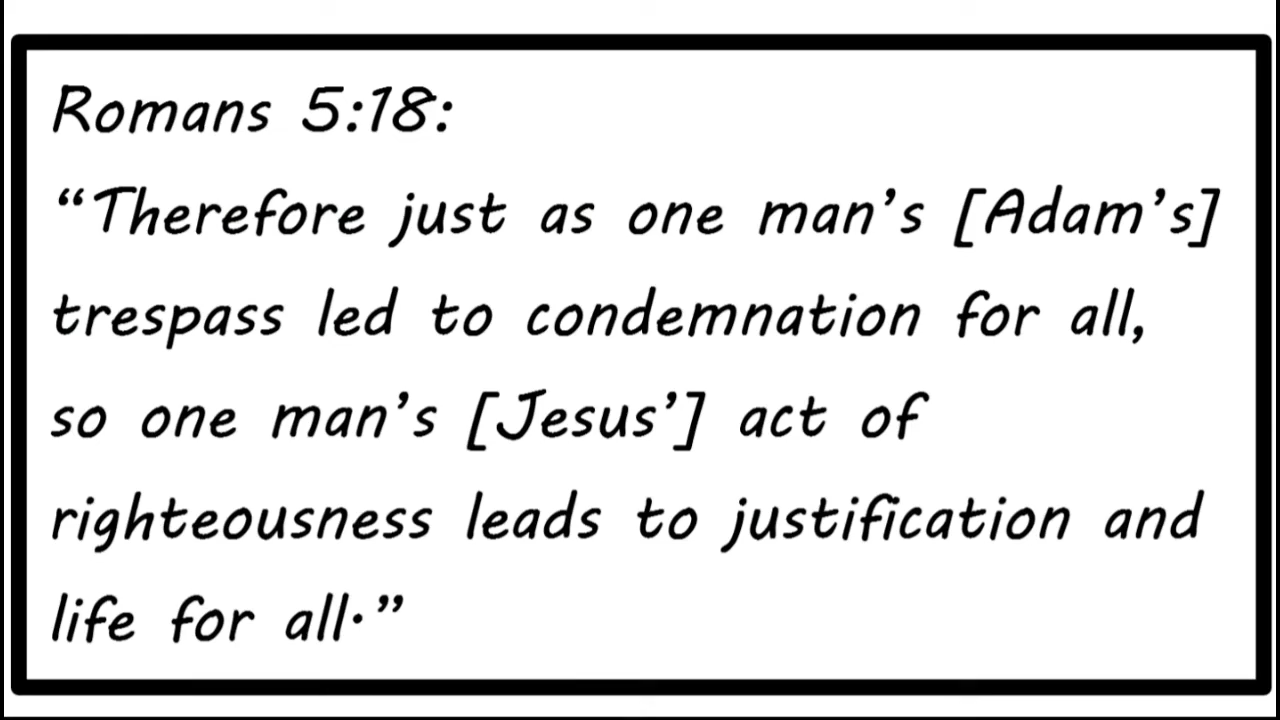 Romans 5:18:
“Therefore just as one man’s [Adam’s]
trespass led to condemnation for all,
so one man’s [Jesus’] act of
righteousness leads to justification and
life for all.”